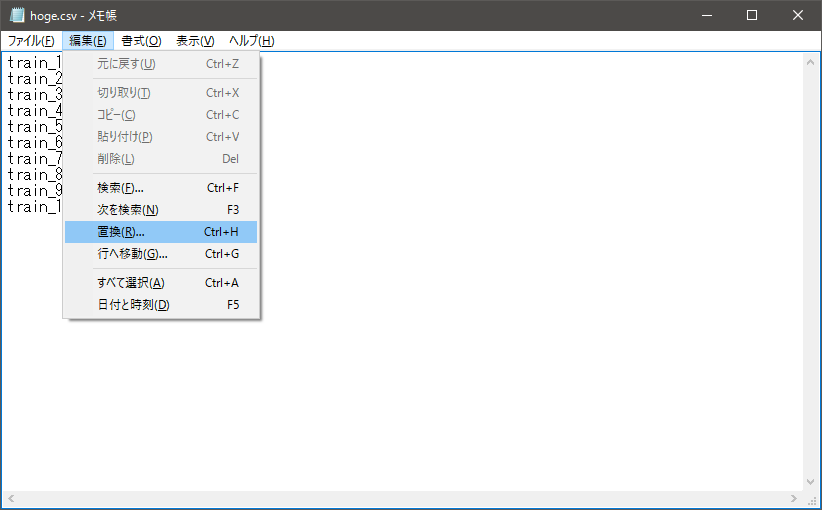 hoge.csv - メモ帳
ファイル(F) 編集(E) 書式(O) 表示(V) ヘルプ(H)
train_1
train_2
train_3
train_4
train_5
train_6
train_7
train_8
train_9
train_1
元に戻す(U) Ctrl+Z
切り取り(T) Ctrl+X
コピー(C) Ctrl+C
貼り付け(P) Ctrl+V
削除(L) Del
検索(F)... Ctrl+F
次を検索(N) F3
置換(R)... Ctrl+H
行へ移動(G)... Ctrl+G
すべて選択(A) Ctrl+A
日付と時刻(D) F5